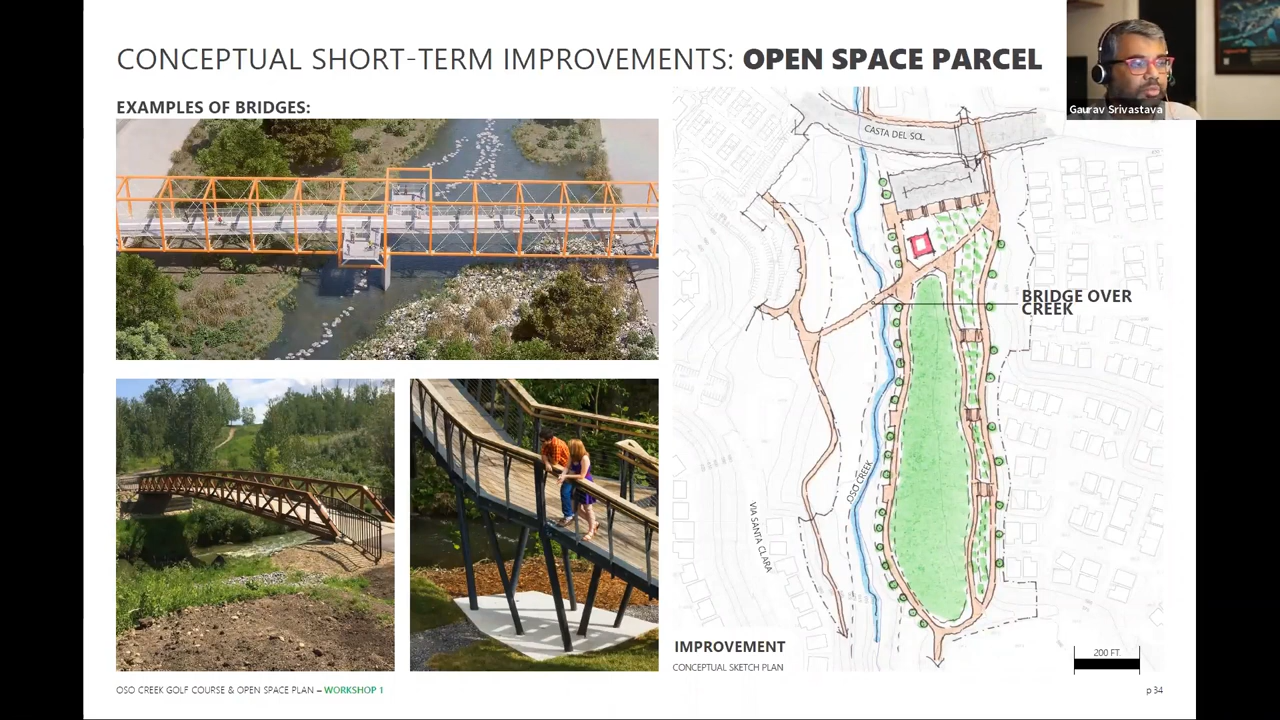 CONCEPTUAL SHORT-TERM IMPROVEMENTS: OPEN SPACE PARCEL
Gaurav Srivastava
EXAMPLES OF BRIDGES:
CASTA DEL SOL
BRIDGE OVER
CREEK
OSO CREEK
VIA SANTA CLARA
IMPROVEMENT
CONCEPTUAL SKETCH PLAN
200 FT.
OSO CREEK GOLF COURSE & OPEN SPACE PLAN – WORKSHOP 1
p 34